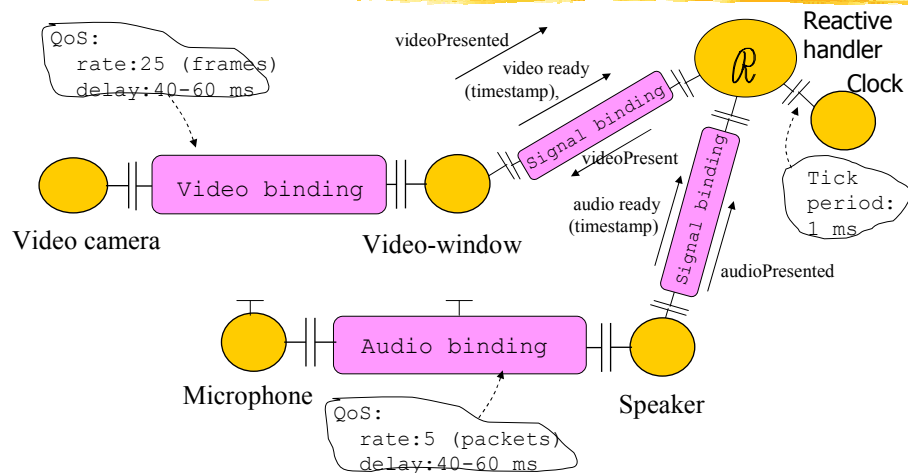 QoS:
rate:25 (frames)
delay:40-60 ms
videoPresented
video ready
(timestamp),
Reactive
handler
R
Clock
Signal binding
videoPresent
Video binding
Tick
period:
1 ms
audio ready
(timestamp)
Signal binding
Video camera
Video-window
audioPresented
Audio binding
Microphone
Speaker
QoS:
rate:5 (packets)
delay:40-60 ms